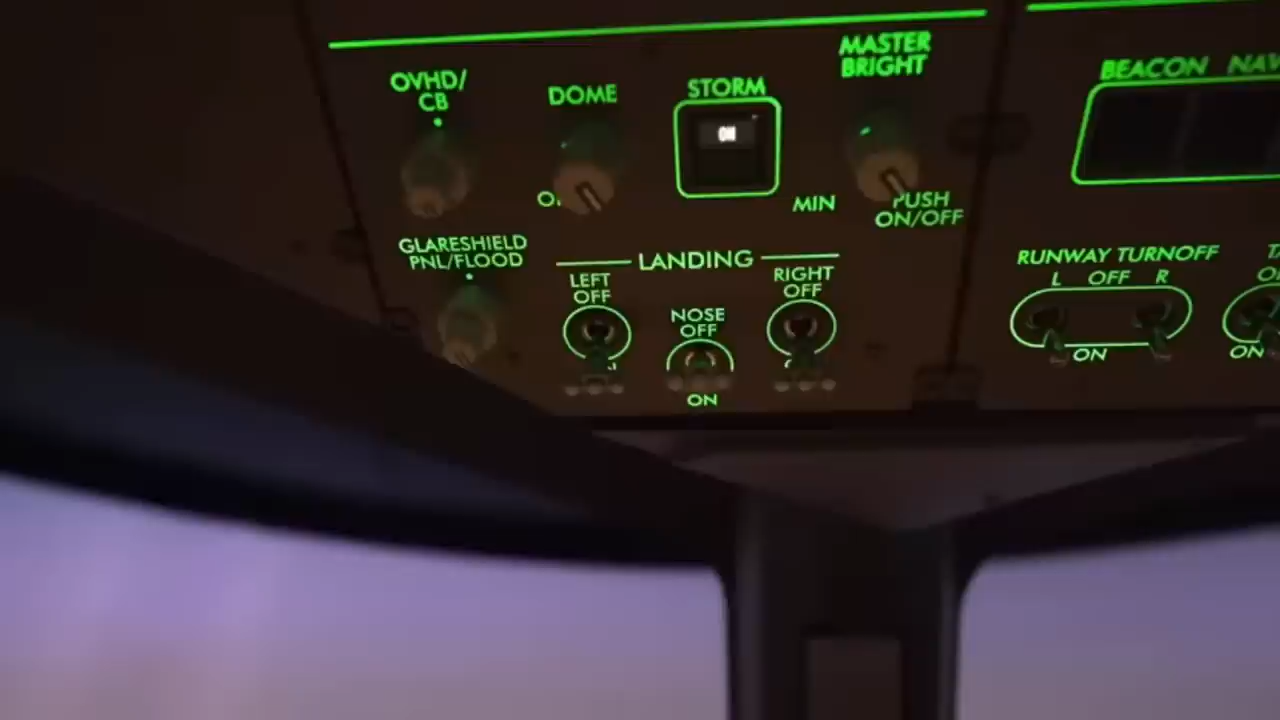 OVHD/
CB
DOME
STORM
ON
MASTER
BRIGHT
BEACON
MIN
PUSH
ON/OFF
GLARESHIELD
PNL/FLOOD
LANDING
LEFT
OFF
NOSE
OFF
ON
RIGHT
OFF
RUNWAY TURNOFF
L OFF R
ON
ON